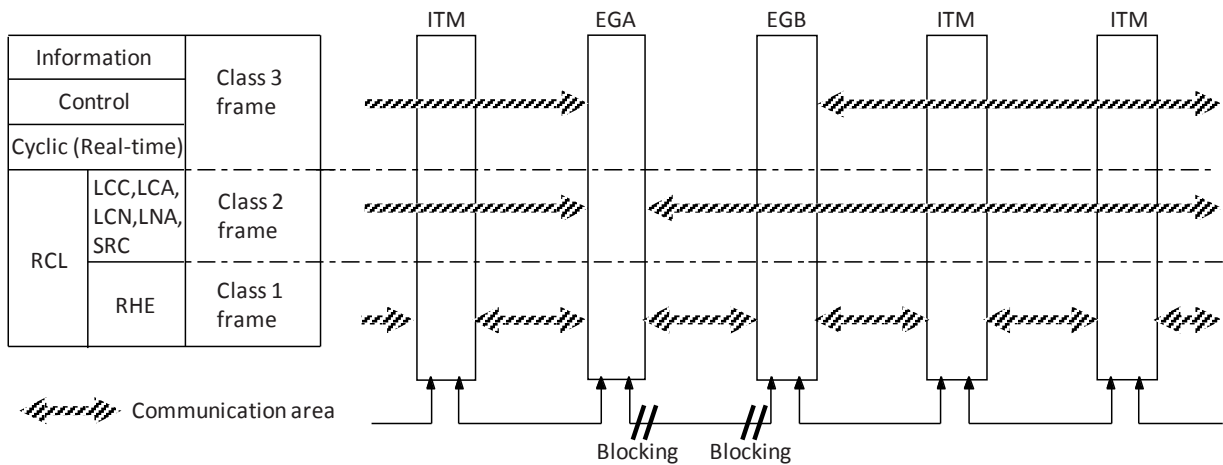 ITM EGA EGB ITM ITM
Information
Control
Cyclic (Real-time)
Class 3
frame
RCL
LCC,LCA,
LCN,LNA,
SRC
Class 2
frame
RHE
Class 1
frame
Communication area
Blocking Blocking